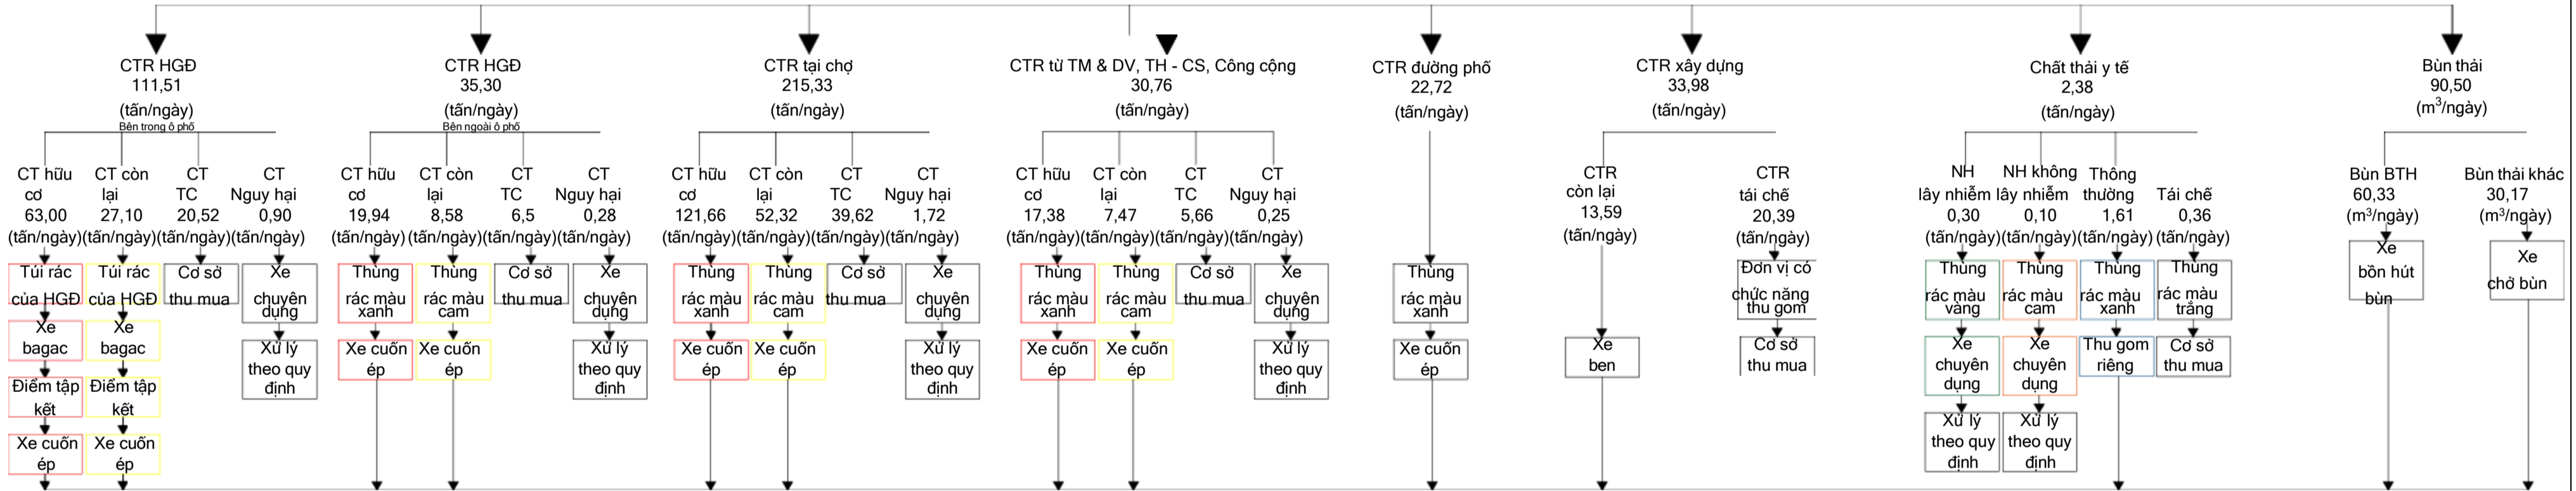 CTR HGĐ
111,51
(tấn/ngày)
Bên trong ô phố
CT hữu
cơ
63,00
(tấn/ngày)
Túi rác
của HGĐ
Xe
bagac
Điểm tập
kết
Xe cuốn
ép
CT còn
lại
27,10
(tấn/ngày)
Túi rác
của HGĐ
Xe
bagac
Điểm tập
kết
Xe cuốn
ép
CT
TC
20,52
(tấn/ngày)
Cơ sở
thu mua
CT
Nguy hại
0,90
(tấn/ngày)
Xe
chuyên
dụng
Xử lý
theo quy
định
CTR HGĐ
35,30
(tấn/ngày)
Bên ngoài ô phố
CT hữu
cơ
19,94
(tấn/ngày)
Thùng
rác màu
xanh
Xe cuốn
ép
CT còn
lại
8,58
(tấn/ngày)
Thùng
rác màu
cam
Xe cuốn
ép
CT
TC
6,5
(tấn/ngày)
Cơ sở
thu mua
CT
Nguy hại
0,28
(tấn/ngày)
Xe
chuyên
dụng
Xử lý
theo quy
định
CTR tại chợ
215,33
(tấn/ngày)
CT hữu
cơ
121,66
(tấn/ngày)
Thùng
rác màu
xanh
Xe cuốn
ép
CT còn
lại
52,32
(tấn/ngày)
Thùng
rác màu
cam
Xe cuốn
ép
CT
TC
39,62
(tấn/ngày)
Cơ sở
thu mua
CT
Nguy hại
1,72
(tấn/ngày)
Xe
chuyên
dụng
Xử lý
theo quy
định
CTR từ TM & DV, TH - CS, Công cộng
30,76
(tấn/ngày)
CT hữu
cơ
17,38
(tấn/ngày)
Thùng
rác màu
xanh
Xe cuốn
ép
CT còn
lại
7,47
(tấn/ngày)
Thùng
rác màu
cam
Xe cuốn
ép
CT
TC
5,66
(tấn/ngày)
Cơ sở
thu mua
CT
Nguy hại
0,25
(tấn/ngày)
Xe
chuyên
dụng
Xử lý
theo quy
định
CTR đường phố
22,72
(tấn/ngày)
Thùng
rác màu
xanh
Xe cuốn
ép
CTR xây dựng
33,98
(tấn/ngày)
CTR
còn lại
13,59
(tấn/ngày)
Xe
ben
CTR
tái chế
20,39
(tấn/ngày)
Đơn vị có
chức năng
thu gom
Cơ sở
thu mua
Chất thải y tế
2,38
(tấn/ngày)
NH
lây nhiễm
0,30
(tấn/ngày)
Thùng
rác màu
vàng
Xe
chuyên
dụng
Xử lý
theo quy
định
NH không
lây nhiễm
0,10
(tấn/ngày)
Thùng
rác màu
cam
Xe
chuyên
dụng
Xử lý
theo quy
định
Thông
thường
1,61
(tấn/ngày)
Thùng
rác màu
xanh
Thu gom
riêng
Tái chế
0,36
(tấn/ngày)
Thùng
rác màu
trắng
Cơ sở
thu mua
Bùn thải
90,50
(m³/ngày)
Bùn BTH
60,33
(m³/ngày)
Xe
bồn hút
bùn
Bùn thải khác
30,17
(m³/ngày)
Xe
chở bùn